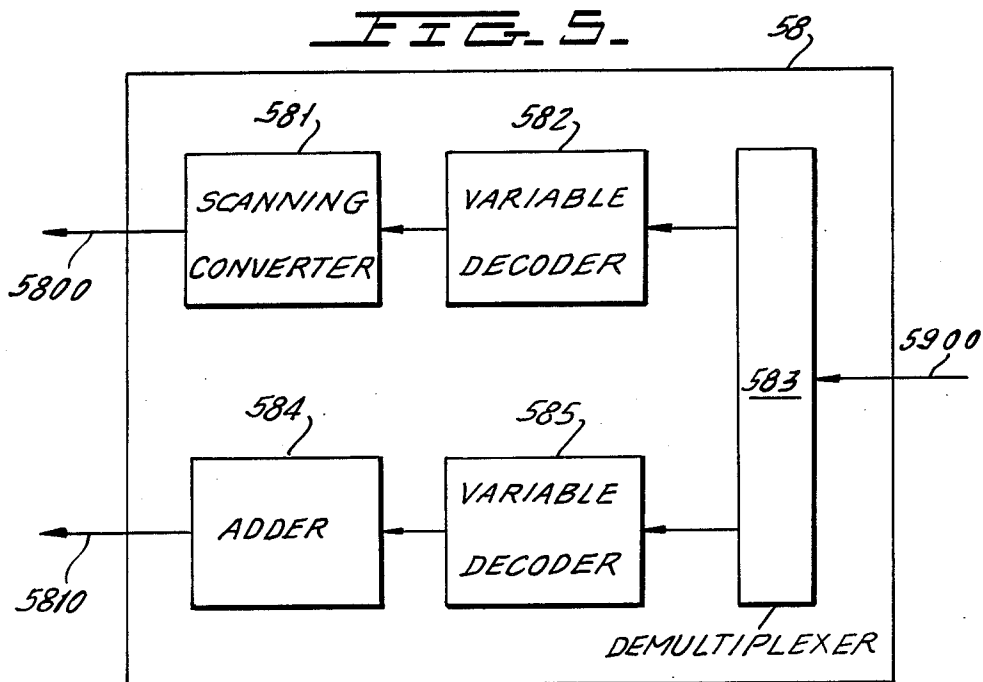 FIG. 5.
58
581
582
SCANNING
CONVERTER
VARIABLE
DECODER
5800
583
5900
584
585
ADDER
VARIABLE
DECODER
5810
DEMULTIPLEXER